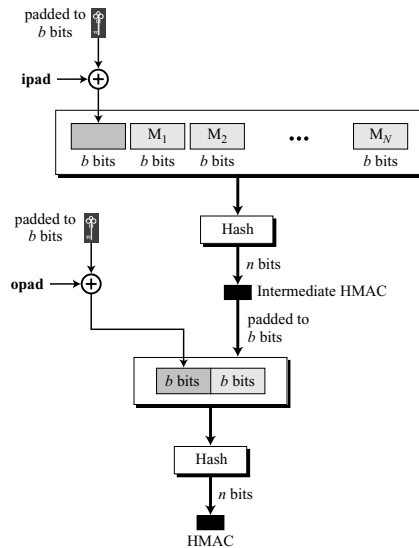 padded to
b bits
ipad
M1 M2 ... MN
b bits b bits b bits b bits
padded to
b bits
Hash
n bits
opad
Intermediate HMAC
padded to
b bits
b bits b bits
Hash
n bits
HMAC